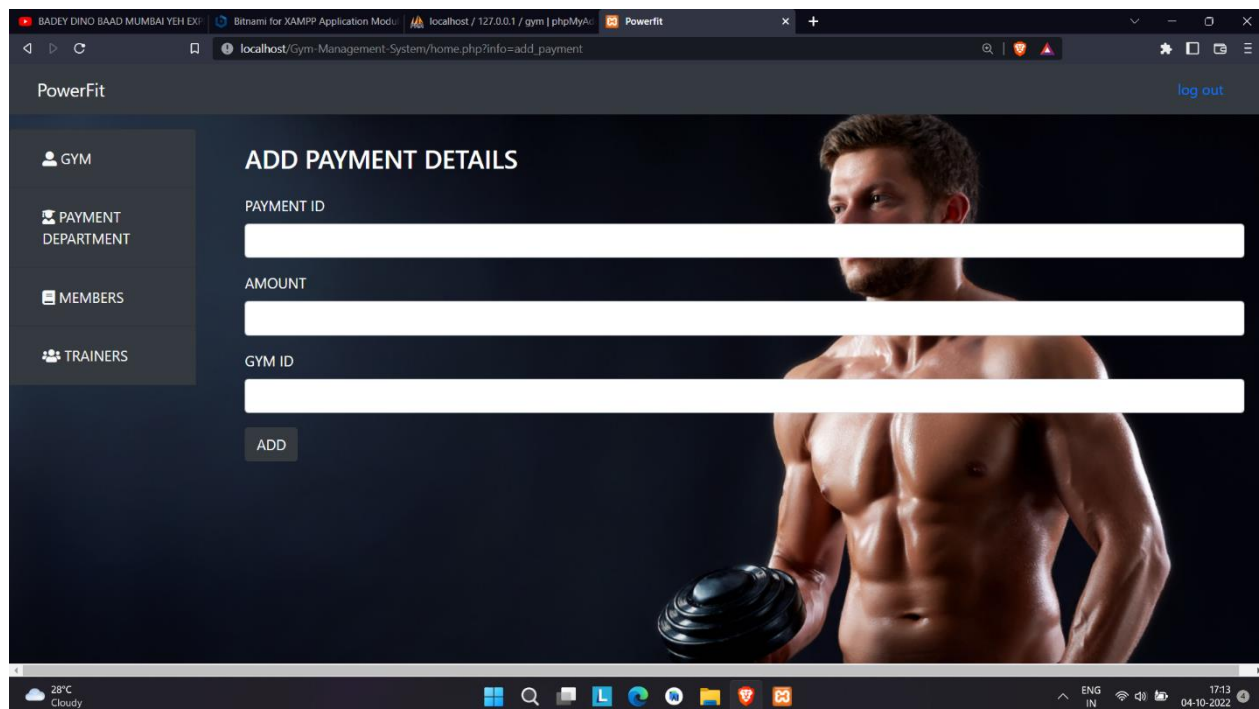 BADEY DINO BAAD MUMBAI YEH EXP
Bitnami for XAMPP Application Modu
localhost / 127.0.0.1 / gym | phpMyAd
Powerfit
localhost/Gym-Management-System/home.php?info=add_payment
PowerFit
log out
GYM
PAYMENT
DEPARTMENT
MEMBERS
TRAINERS
ADD PAYMENT DETAILS
PAYMENT ID
AMOUNT
GYM ID
ADD
28°C
Cloudy
L
ENG
IN
17:13
04-10-2022
4